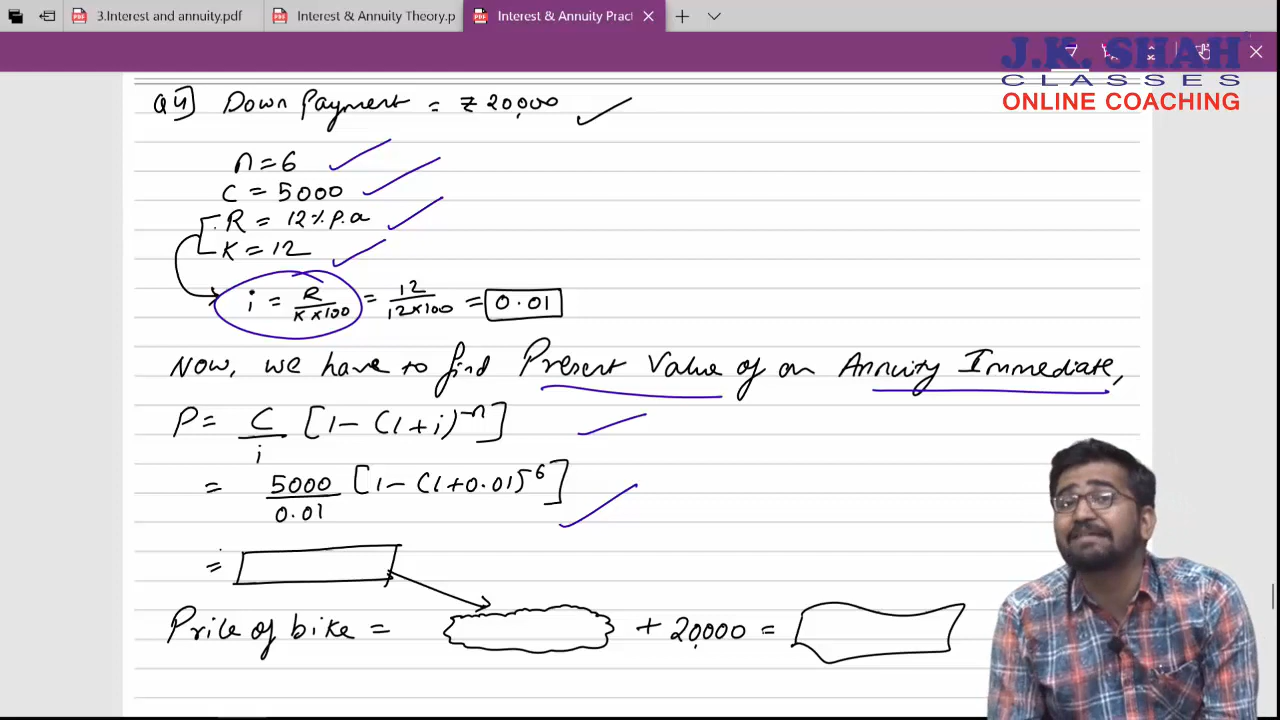 3.Interest and annuity.pdf
Interest & Annuity Theory.p
Interest & Annuity Pract
J.K. SHAH
CLASSES
ONLINE COACHING
Q4] Down Payment = ₹ 20,000
n = 6
C = 5000
R = 12% p.a
K = 12
i = R/K×100 = 12/12×100 = 0.01
Now, we have to find Present Value of an Annuity Immediate,
P = C/i [1 - (1+i)^-n]
= 5000/0.01 [1 - (1+0.01)^-6]
=
Price of bike = + 20,000 =